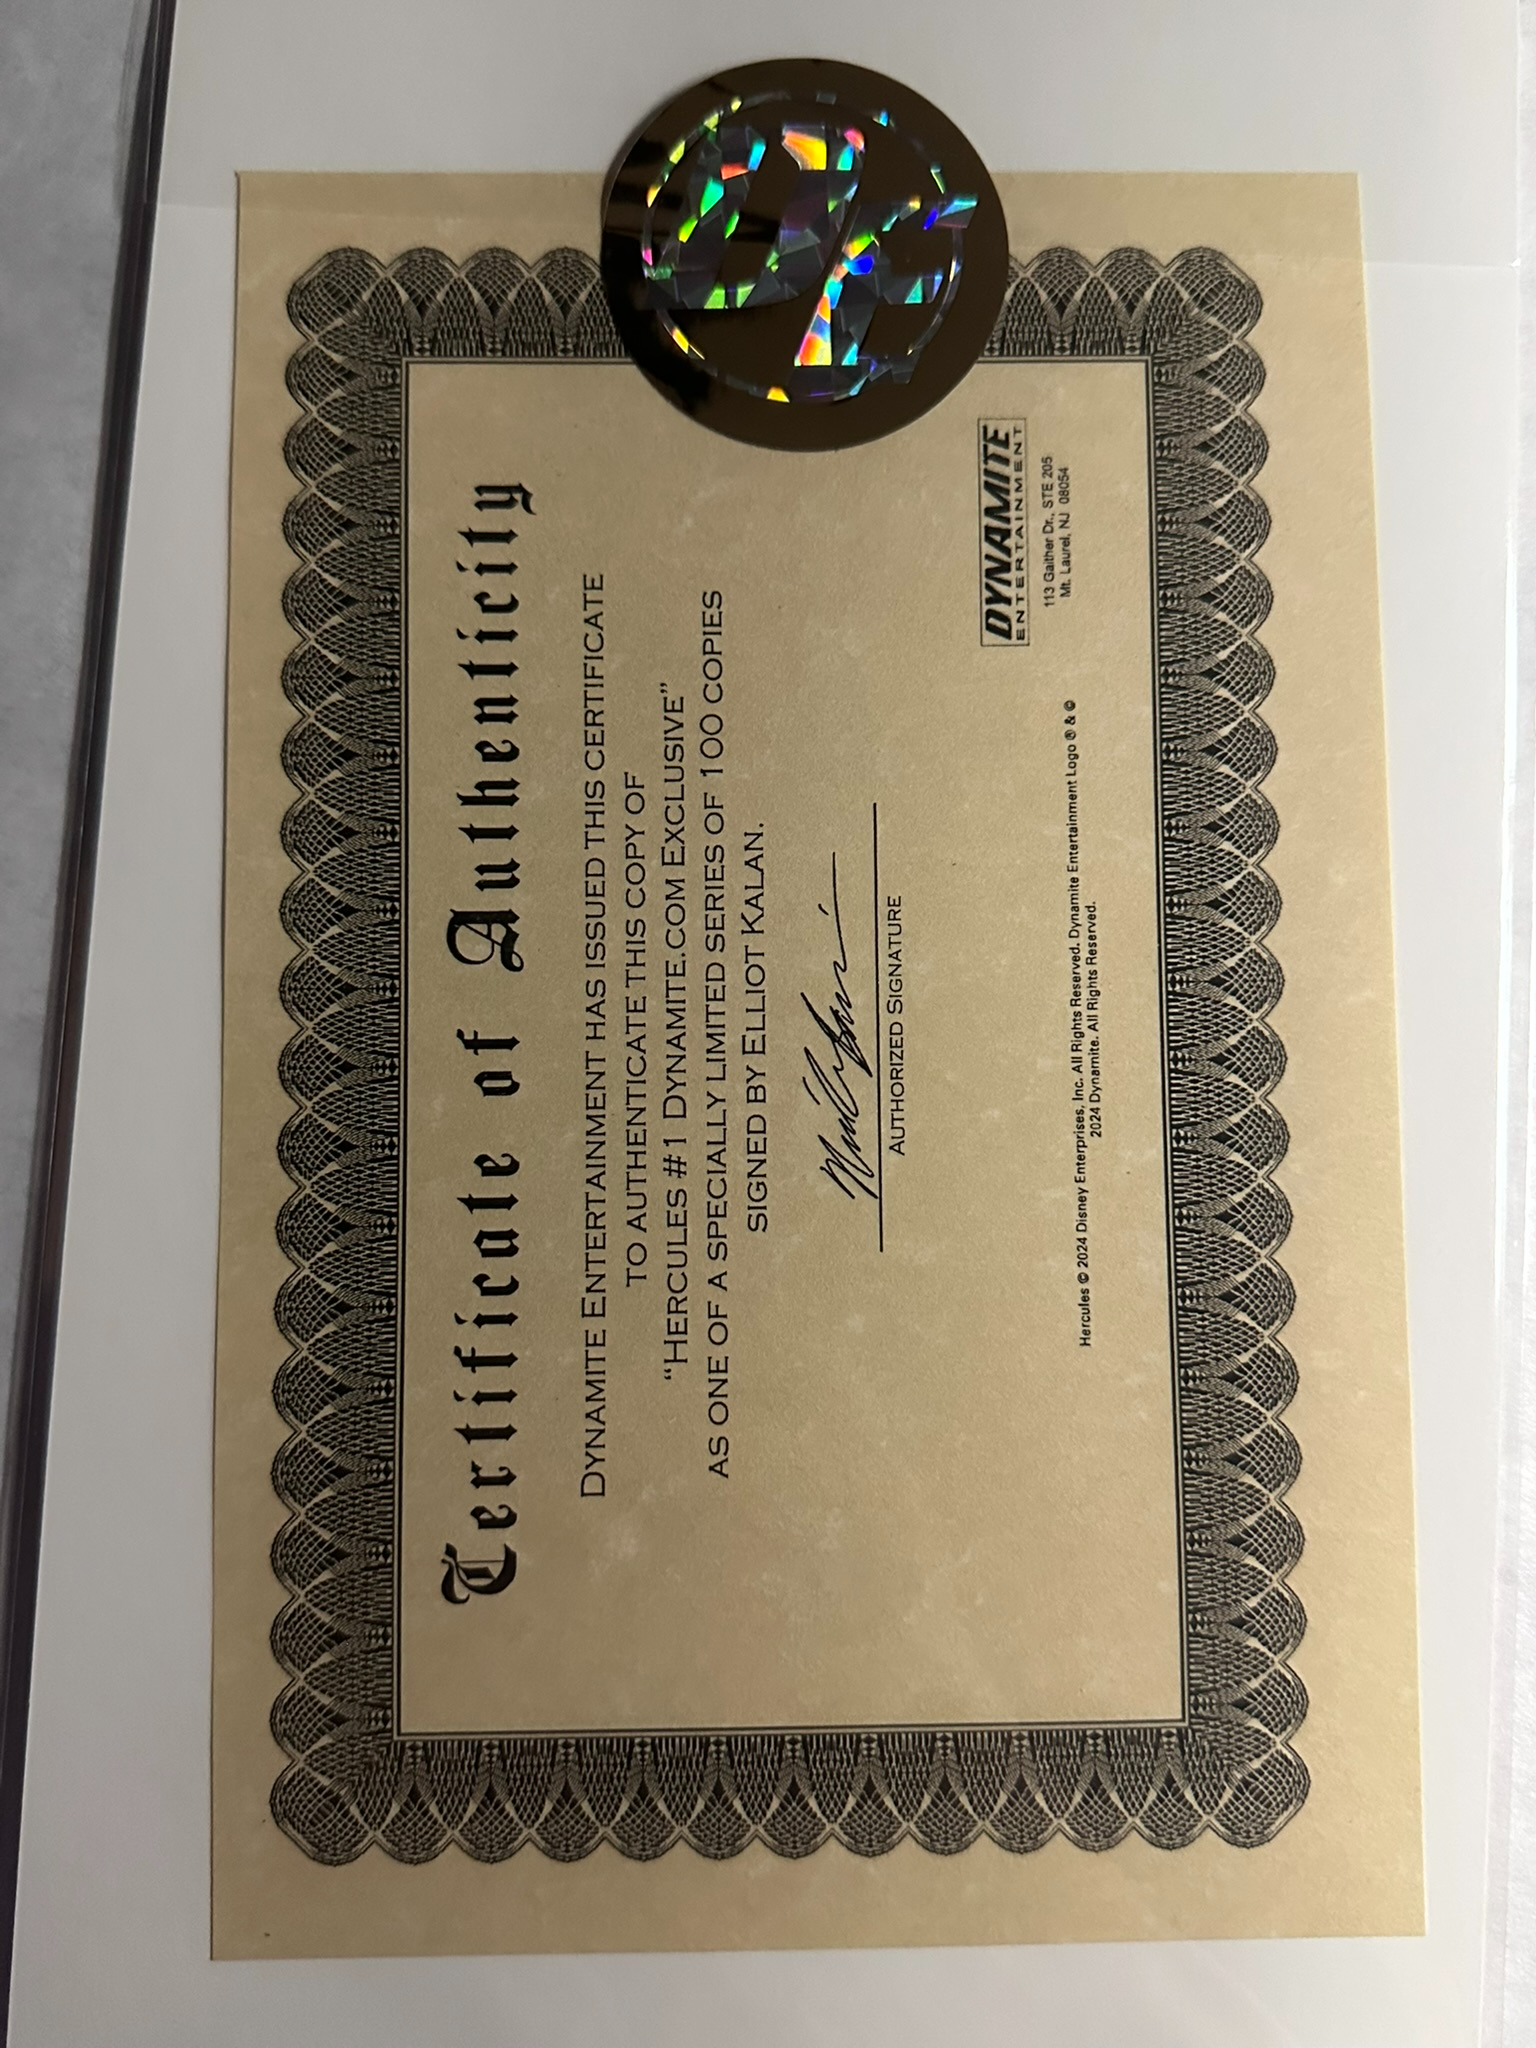 Certificate of Authenticity
DYNAMITE ENTERTAINMENT HAS ISSUED THIS CERTIFICATE
TO AUTHENTICATE THIS COPY OF
“HERCULES #1 DYNAMITE.COM EXCLUSIVE”
AS ONE OF A SPECIALLY LIMITED SERIES OF 100 COPIES
SIGNED BY ELLIOT KALAN.
AUTHORIZED SIGNATURE
DYNAMITE
ENTERTAINMENT
113 Gaither Dr., STE 205
Mt. Laurel, NJ 08054
Hercules © 2024 Disney Enterprises, Inc. All Rights Reserved. Dynamite Entertainment Logo ® & ©
2024 Dynamite. All Rights Reserved.